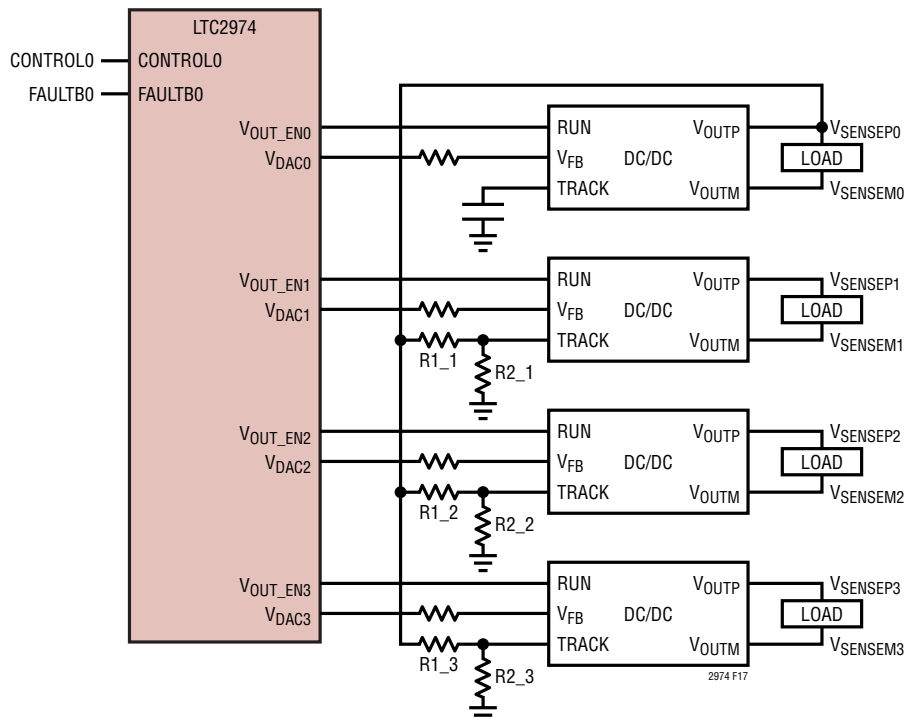 LTC2974
CONTROL0 CONTROL0
FAULTB0 FAULTB0
VOUT_EN0 RUN VOUTP VSENSEP0
VDAC0 VFB DC/DC LOAD
TRACK VOUTM VSENSEM0
VOUT_EN1 RUN VOUTP VSENSEP1
VDAC1 VFB DC/DC LOAD
TRACK VOUTM VSENSEM1
R1_1
R2_1
VOUT_EN2 RUN VOUTP VSENSEP2
VDAC2 VFB DC/DC LOAD
TRACK VOUTM VSENSEM2
R1_2
R2_2
VOUT_EN3 RUN VOUTP VSENSEP3
VDAC3 VFB DC/DC LOAD
TRACK VOUTM VSENSEM3
R1_3
R2_3
2974 F17